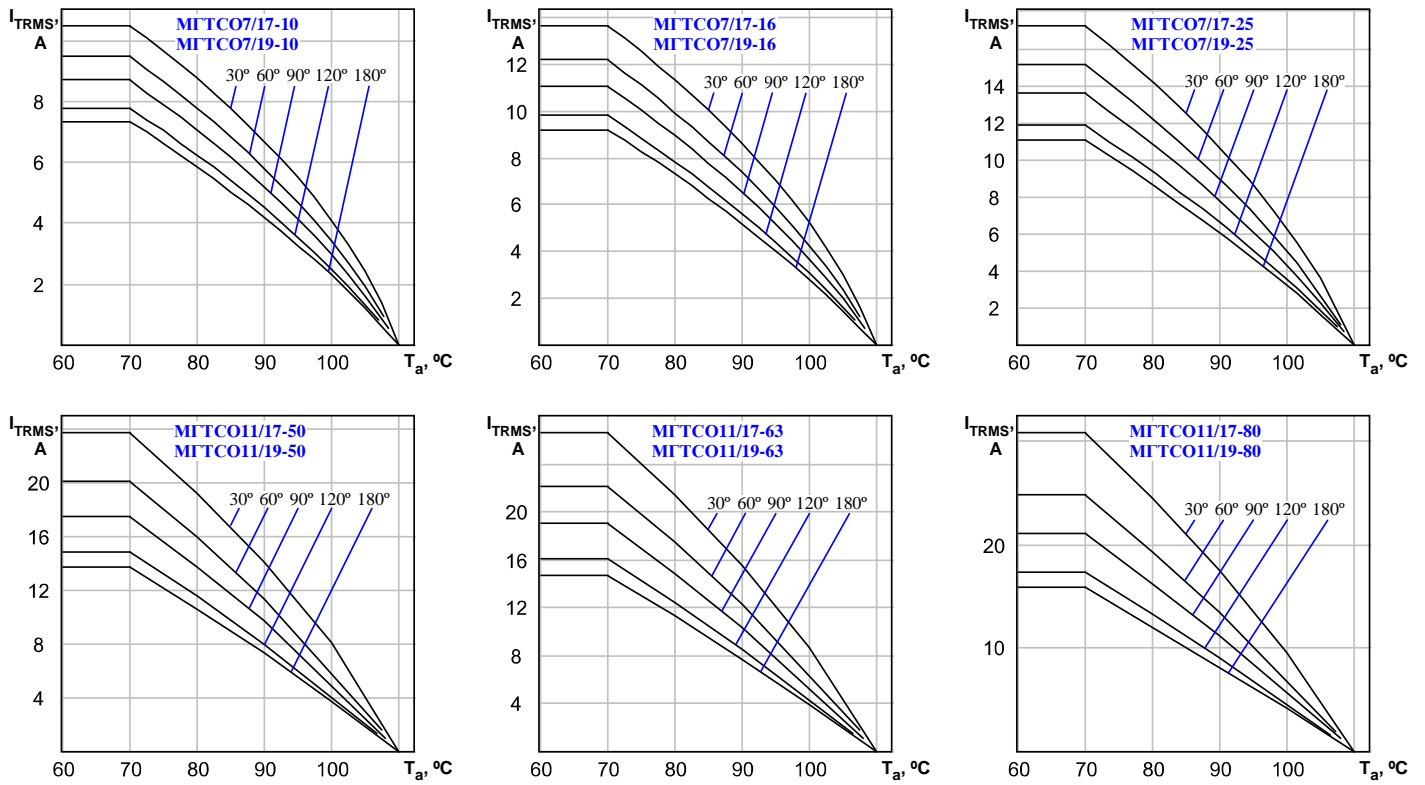 I_TRMS, A
МГТСО7/17-10
МГТСО7/19-10
30º 60º 90º 120º 180º
8
6
4
2
60 70 80 90 100 Tₐ, ºC
I_TRMS, A
МГТСО7/17-16
МГТСО7/19-16
12
30º 60º 90º 120º 180º
10
8
6
4
2
60 70 80 90 100 Tₐ, ºC
I_TRMS, A
МГТСО7/17-25
МГТСО7/19-25
14
30º 60º 90º 120º 180º
12
10
8
6
4
2
60 70 80 90 100 Tₐ, ºC
I_TRMS, A
МГТСО11/17-50
МГТСО11/19-50
20
30º 60º 90º 120º 180º
16
12
8
4
60 70 80 90 100 Tₐ, ºC
I_TRMS, A
МГТСО11/17-63
МГТСО11/19-63
30º 60º 90º 120º 180º
20
16
12
8
4
60 70 80 90 100 Tₐ, ºC
I_TRMS, A
МГТСО11/17-80
МГТСО11/19-80
30º 60º 90º 120º 180º
20
10
60 70 80 90 100 Tₐ, ºC